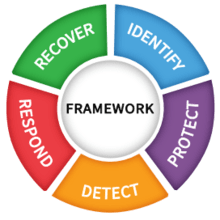 RECOVER
IDENTIFY
FRAMEWORK
RESPOND
PROTECT
DETECT